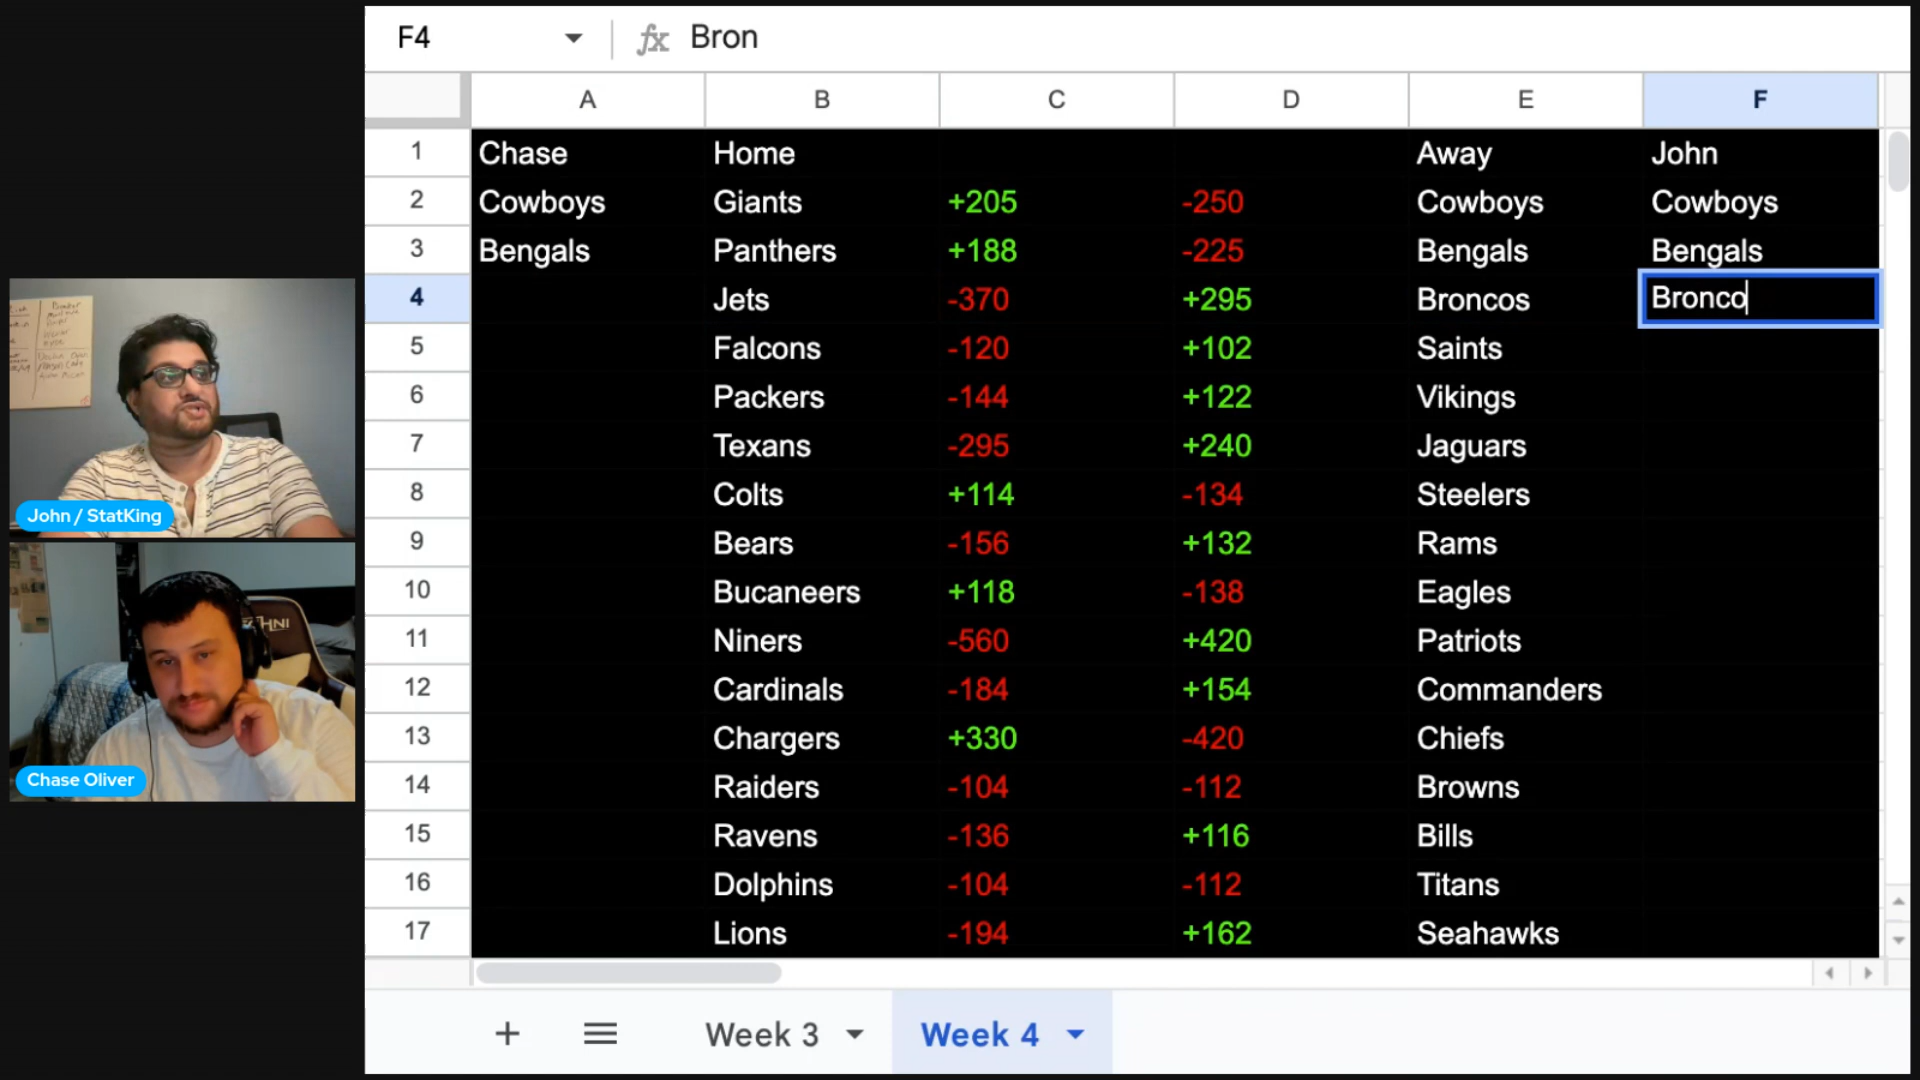 F4 fx Bron
A B C D E F
1 Chase Home Away John
2 Cowboys Giants +205 -250 Cowboys Cowboys
3 Bengals Panthers +188 -225 Bengals Bengals
4 Jets -370 +295 Broncos Bronco
5 Falcons -120 +102 Saints
6 Packers -144 +122 Vikings
7 Texans -295 +240 Jaguars
8 Colts +114 -134 Steelers
9 Bears -156 +132 Rams
10 Bucaneers +118 -138 Eagles
11 Niners -560 +420 Patriots
12 Cardinals -184 +154 Commanders
13 Chargers +330 -420 Chiefs
14 Raiders -104 -112 Browns
15 Ravens -136 +116 Bills
16 Dolphins -104 -112 Titans
17 Lions -194 +162 Seahawks
Week 3 Week 4
John / StatKing
Chase Oliver